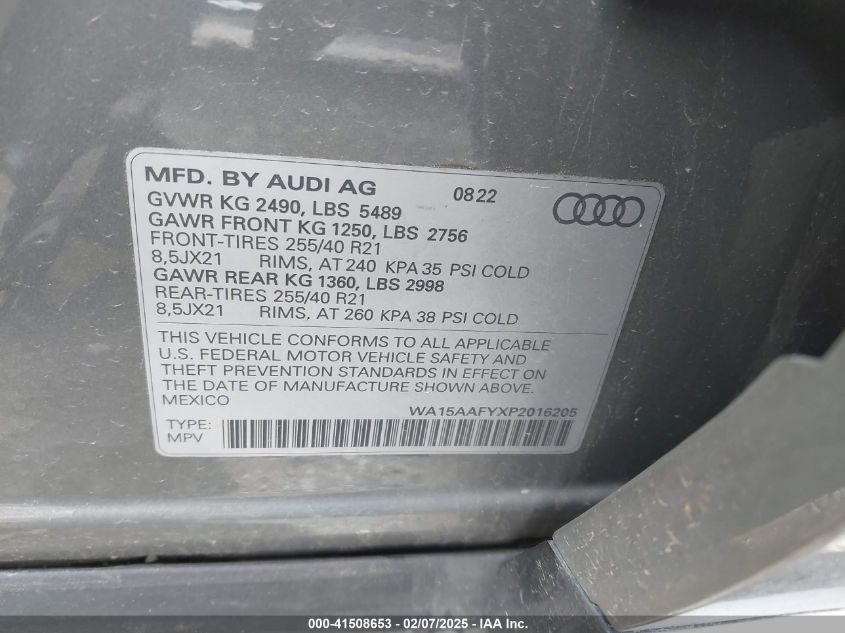 MFD. BY AUDI AG 0822
GVWR KG 2490, LBS 5489
GAWR FRONT KG 1250, LBS 2756
FRONT-TIRES 255/40 R21
8,5JX21 RIMS, AT 240 KPA 35 PSI COLD
GAWR REAR KG 1360, LBS 2998
REAR-TIRES 255/40 R21
8,5JX21 RIMS, AT 260 KPA 38 PSI COLD
THIS VEHICLE CONFORMS TO ALL APPLICABLE
U.S. FEDERAL MOTOR VEHICLE SAFETY AND
THEFT PREVENTION STANDARDS IN EFFECT ON
THE DATE OF MANUFACTURE SHOWN ABOVE.
MEXICO
WA15AAFYXP2016205
TYPE:
MPV
000-41508653 — 02/07/2025 — IAA Inc.